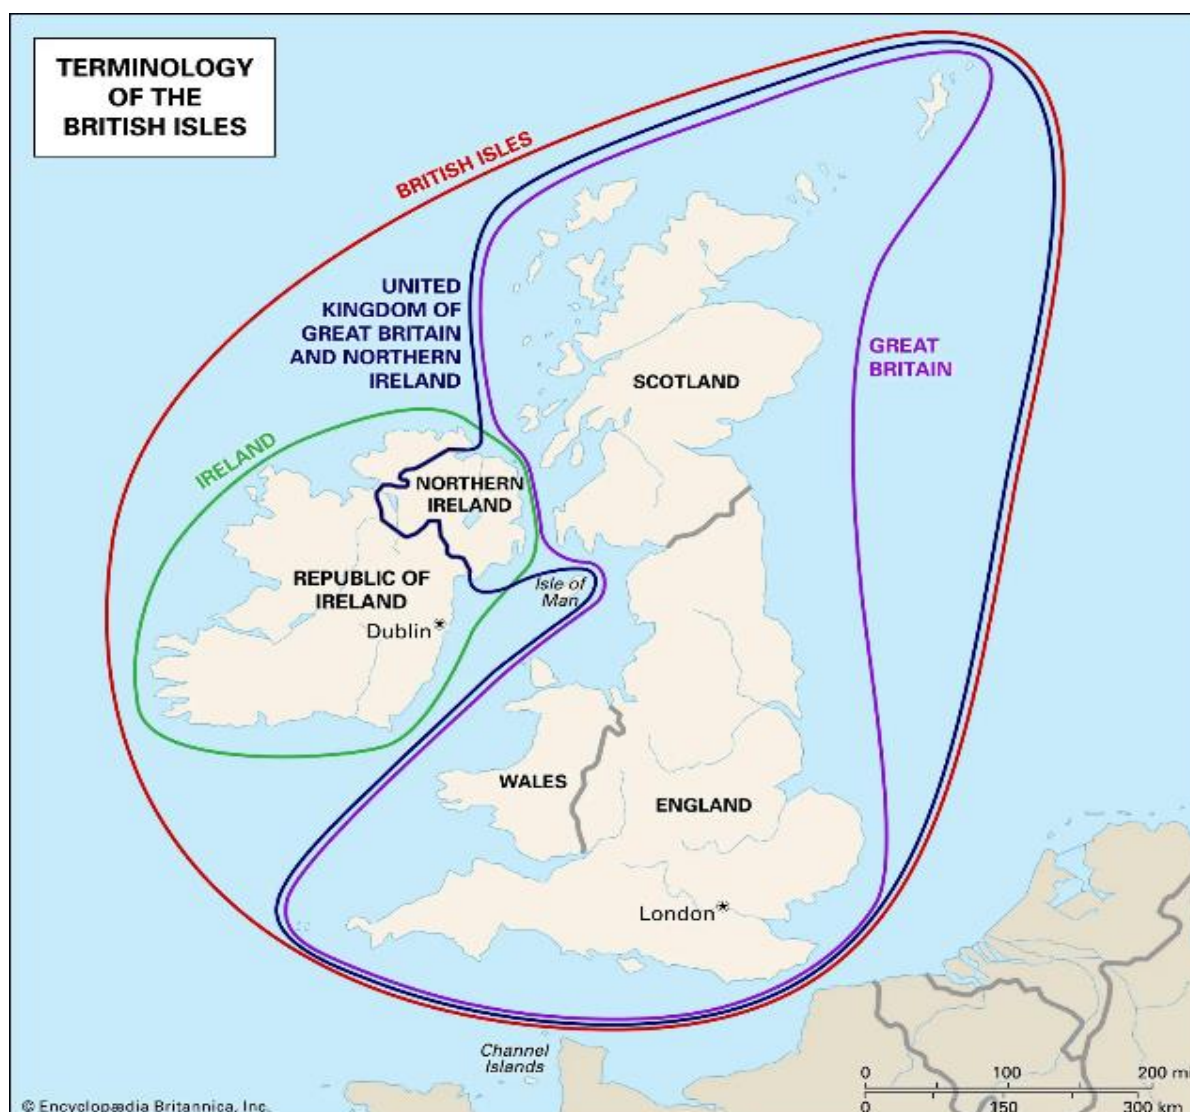 TERMINOLOGY
OF THE
BRITISH ISLES
BRITISH ISLES
UNITED
KINGDOM OF
GREAT BRITAIN
AND NORTHERN
IRELAND
GREAT
BRITAIN
SCOTLAND
IRELAND
NORTHERN
IRELAND
REPUBLIC OF
IRELAND
Isle of
Man
Dublin*
WALES
ENGLAND
London*
Channel
Islands
0 100 200 mi
0 150 300 km
© Encyclopædia Britannica, Inc.